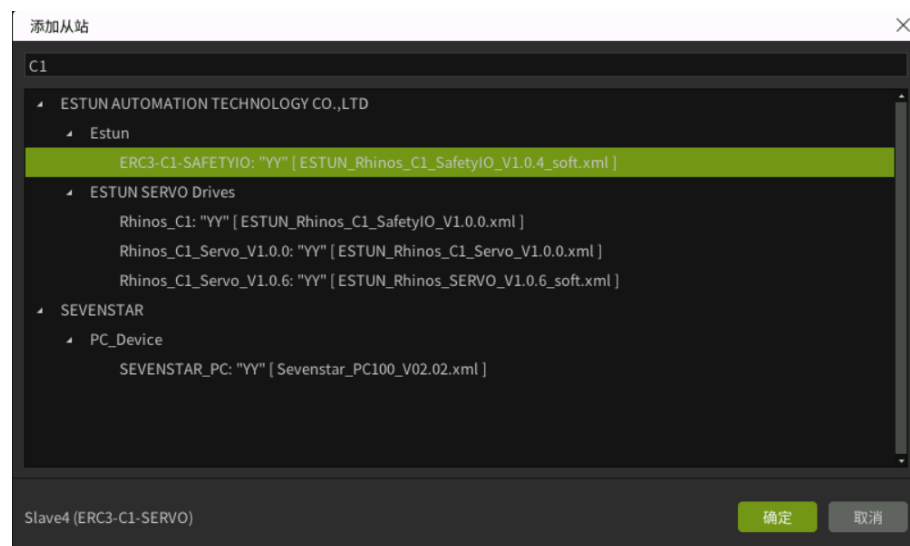 添加从站
C1
ESTUN AUTOMATION TECHNOLOGY CO.,LTD
Estun
ERC3-C1-SAFETYIO: "YY" [ ESTUN_Rhinos_C1_SafetyIO_V1.0.4_soft.xml ]
ESTUN SERVO Drives
Rhinos_C1: "YY" [ ESTUN_Rhinos_C1_SafetyIO_V1.0.0.xml ]
Rhinos_C1_Servo_V1.0.0: "YY" [ ESTUN_Rhinos_C1_Servo_V1.0.0.xml ]
Rhinos_C1_Servo_V1.0.6: "YY" [ ESTUN_Rhinos_SERVO_V1.0.6_soft.xml ]
SEVENSTAR
PC_Device
SEVENSTAR_PC: "YY" [ Sevenstar_PC100_V02.02.xml ]
Slave4 (ERC3-C1-SERVO)
确定
取消